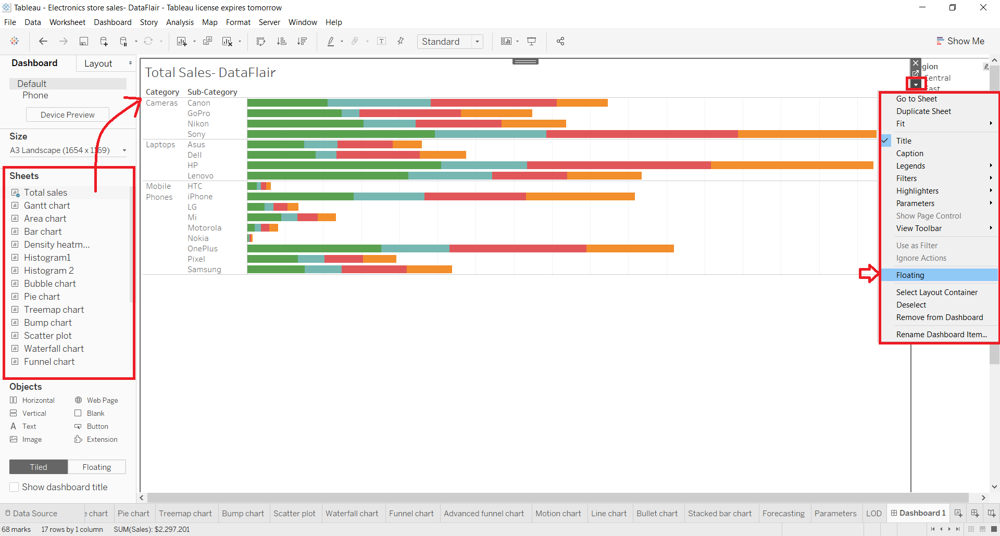 Tableau - Electronics store sales- DataFlair - Tableau license expires tomorrow
File Data Worksheet Dashboard Story Analysis Map Format Server Window Help
Standard
Show Me
Dashboard Layout
Default
Phone
Device Preview
Size
A3 Landscape (1654 x 1169)
Sheets
Total sales
Gantt chart
Area chart
Bar chart
Density heatm...
Histogram1
Histogram 2
Bubble chart
Pie chart
Treemap chart
Bump chart
Scatter plot
Waterfall chart
Funnel chart
Objects
Horizontal Web Page
Vertical Blank
Text Button
Image Extension
Tiled Floating
Show dashboard title
Total Sales- DataFlair
Category Sub-Category
Cameras Canon
GoPro
Nikon
Sony
Laptops Asus
Dell
HP
Lenovo
Mobile Phones HTC
iPhone
LG
Mi
Motorola
Nokia
OnePlus
Pixel
Samsung
egion
Central
East
Go to Sheet
Duplicate Sheet
Fit
Title
Caption
Legends
Filters
Highlighters
Parameters
Show Page Control
View Toolbar
Use as Filter
Ignore Actions
Floating
Select Layout Container
Deselect
Remove from Dashboard
Rename Dashboard Item...
Data Source e chart Pie chart Treemap chart Bump chart Scatter plot Waterfall chart Funnel chart Advanced funnel chart Motion chart Line chart Bullet chart Stacked bar chart Forecasting Parameters LOD Dashboard 1
68 marks 17 rows by 1 column SUM(Sales): $2,297,201